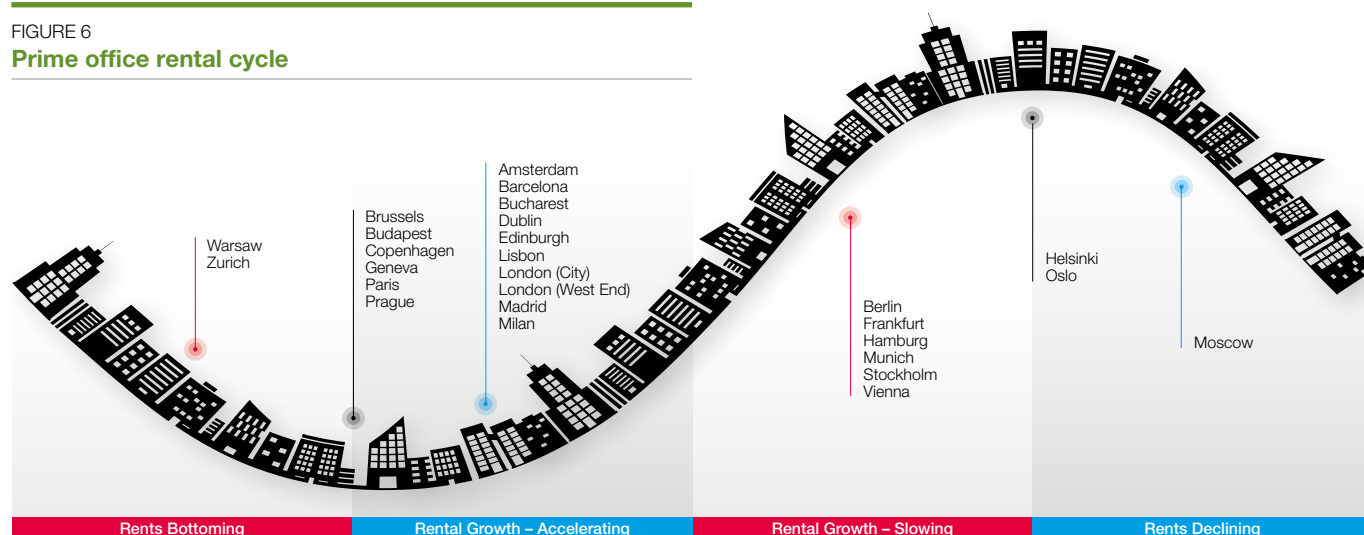 FIGURE 6
Prime office rental cycle
Warsaw
Zurich
Brussels
Budapest
Copenhagen
Geneva
Paris
Prague
Amsterdam
Barcelona
Bucharest
Dublin
Edinburgh
Lisbon
London (City)
London (West End)
Madrid
Milan
Berlin
Frankfurt
Hamburg
Munich
Stockholm
Vienna
Helsinki
Oslo
Moscow
Rents Bottoming
Rental Growth – Accelerating
Rental Growth – Slowing
Rents Declining